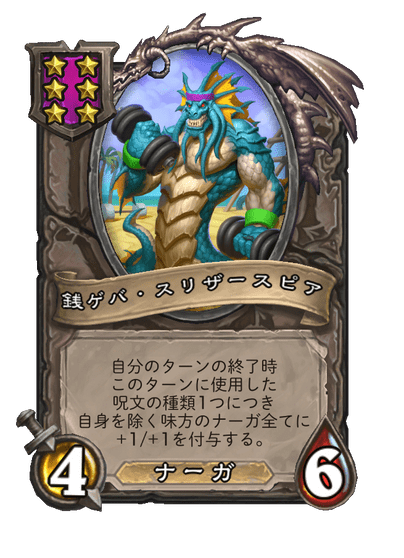 銭ゲバ・スリザースピア
自分のターンの終了時
このターンに使用した
呪文の種類1つにつき
自身を除く味方のナーガ全てに
+1/+1を付与する。
4
ナーガ
6